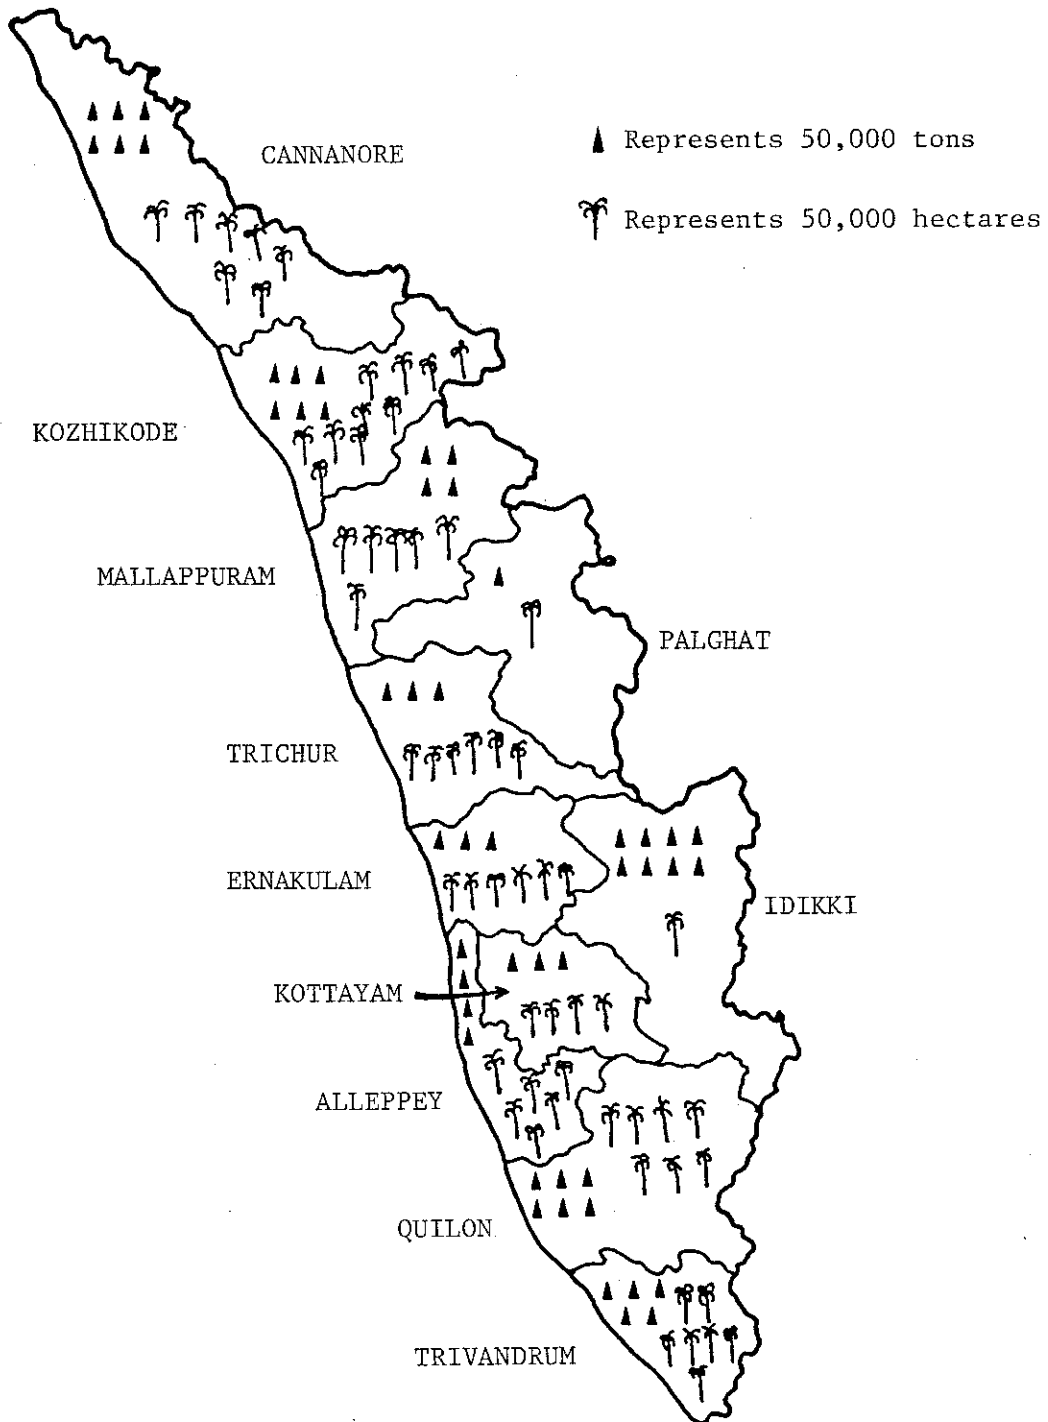 CANNANORE
Represents 50,000 tons
Represents 50,000 hectares
KOZHIKODE
MALLAPPURAM
PALGHAT
TRICHUR
ERNAKULAM
IDIKKI
KOTTAYAM
ALLEPPEY
QUILON
TRIVANDRUM